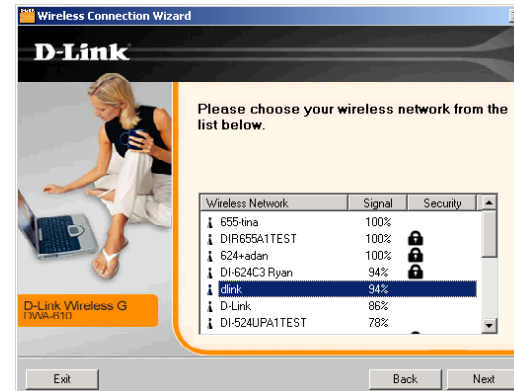 Wireless Connection Wizard
D-Link
Please choose your wireless network from the
list below.
Wireless Network Signal Security
655-tina 100%
DIR655A1TEST 100%
624+adan 100%
DI-624C3 Ryan 94%
dlink 94%
D-Link 86%
DI-524UPA1TEST 78%
D-Link Wireless G
DWA-610
Exit Back Next